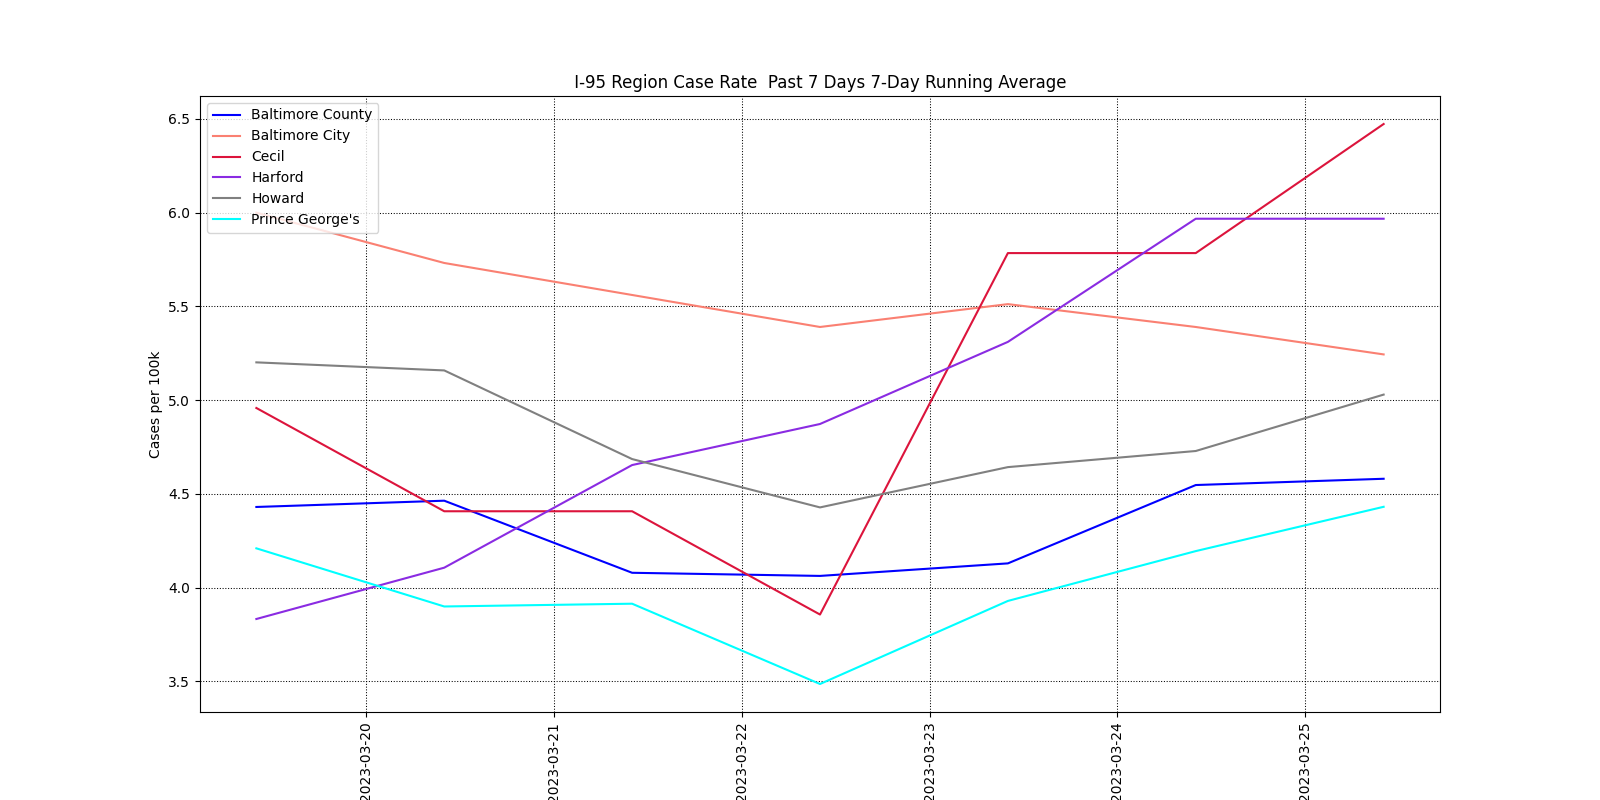 I-95 Region Case Rate  Past 7 Days 7-Day Running Average
Baltimore County
Baltimore City
Cecil
Harford
Howard
Prince George's
Cases per 100k
6.5
6.0
5.5
5.0
4.5
4.0
3.5
2023-03-20
2023-03-21
2023-03-22
2023-03-23
2023-03-24
2023-03-25